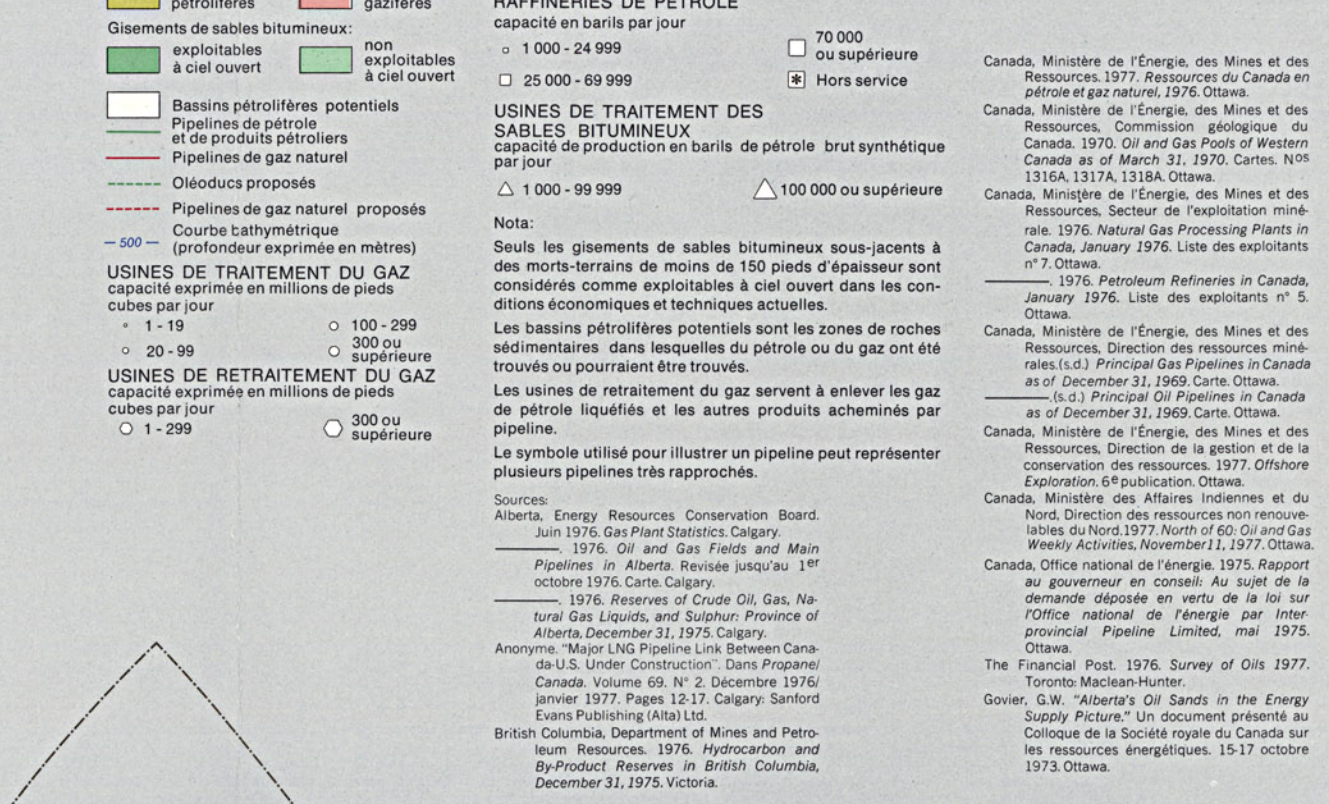 pétrolifères
gazifères
Gisements de sables bitumineux:
exploitables
à ciel ouvert
non
exploitables
à ciel ouvert
Bassins pétrolifères potentiels
Pipelines de pétrole
et de produits pétroliers
Pipelines de gaz naturel
Oléoducs proposés
Pipelines de gaz naturel proposés
— 500 —
Courbe bathymétrique
(profondeur exprimée en mètres)
USINES DE TRAITEMENT DU GAZ
capacité exprimée en millions de pieds
cubes par jour
1 - 19
100 - 299
20 - 99
300 ou
supérieure
USINES DE RETRAITEMENT DU GAZ
capacité exprimée en millions de pieds
cubes par jour
1 - 299
300 ou
supérieure
RAFFINERIES DE PÉTROLE
capacité en barils par jour
1 000 - 24 999
70 000
ou supérieure
25 000 - 69 999
* Hors service
USINES DE TRAITEMENT DES
SABLES BITUMINEUX
capacité de production en barils de pétrole brut synthétique
par jour
1 000 - 99 999
100 000 ou supérieure
Nota:
Seuls les gisements de sables bitumineux sous-jacents à
des morts-terrains de moins de 150 pieds d'épaisseur sont
considérés comme exploitables à ciel ouvert dans les con-
ditions économiques et techniques actuelles.
Les bassins pétrolifères potentiels sont les zones de roches
sédimentaires dans lesquelles du pétrole ou du gaz ont été
trouvés ou pourraient être trouvés.
Les usines de retraitement du gaz servent à enlever les gaz
de pétrole liquéfiés et les autres produits acheminés par
pipeline.
Le symbole utilisé pour illustrer un pipeline peut représenter
plusieurs pipelines très rapprochés.
Sources:
Alberta, Energy Resources Conservation Board.
Juin 1976. Gas Plant Statistics. Calgary.
———. 1976. Oil and Gas Fields and Main
Pipelines in Alberta. Revisée jusqu'au 1er
octobre 1976. Carte. Calgary.
———. 1976. Reserves of Crude Oil, Gas, Na-
tural Gas Liquids, and Sulphur: Province of
Alberta, December 31, 1975. Calgary.
Anonyme. "Major LNG Pipeline Link Between Cana-
da-U.S. Under Construction". Dans Propane/
Canada. Volume 69. N° 2. Décembre 1976/
janvier 1977. Pages 12-17. Calgary: Sanford
Evans Publishing (Alta) Ltd.
British Columbia, Department of Mines and Petro-
leum Resources. 1976. Hydrocarbon and
By-Product Reserves in British Columbia,
December 31, 1975. Victoria.
Canada, Ministère de l'Énergie, des Mines et des
Ressources. 1977. Ressources du Canada en
pétrole et gaz naturel, 1976. Ottawa.
Canada, Ministère de l'Énergie, des Mines et des
Ressources, Commission géologique du
Canada. 1970. Oil and Gas Pools of Western
Canada as of March 31, 1970. Cartes. Nos
1316A, 1317A, 1318A. Ottawa.
Canada, Ministère de l'Énergie, des Mines et des
Ressources, Secteur de l'exploitation miné-
rale. 1976. Natural Gas Processing Plants in
Canada, January 1976. Liste des exploitants
n° 7. Ottawa.
———. 1976. Petroleum Refineries in Canada,
January 1976. Liste des exploitants n° 5.
Ottawa.
Canada, Ministère de l'Énergie, des Mines et des
Ressources, Direction des ressources miné-
rales.(s.d.) Principal Gas Pipelines in Canada
as of December 31, 1969. Carte. Ottawa.
———.(s.d.) Principal Oil Pipelines in Canada
as of December 31, 1969. Carte. Ottawa.
Canada, Ministère de l'Énergie, des Mines et des
Ressources, Direction de la gestion et de la
conservation des ressources. 1977. Offshore
Exploration. 6e publication. Ottawa.
Canada, Ministère des Affaires Indiennes et du
Nord, Direction des ressources non renouve-
lables du Nord.1977. North of 60: Oil and Gas
Weekly Activities, November11, 1977. Ottawa.
Canada, Office national de l'énergie. 1975. Rapport
au gouverneur en conseil: Au sujet de la
demande déposée en vertu de la loi sur
l'Office national de l'énergie par Inter-
provincial Pipeline Limited, mai 1975.
Ottawa.
The Financial Post. 1976. Survey of Oils 1977.
Toronto: Maclean-Hunter.
Govier, G.W. "Alberta's Oil Sands in the Energy
Supply Picture." Un document présenté au
Colloque de la Société royale du Canada sur
les ressources énergétiques. 15-17 octobre
1973. Ottawa.